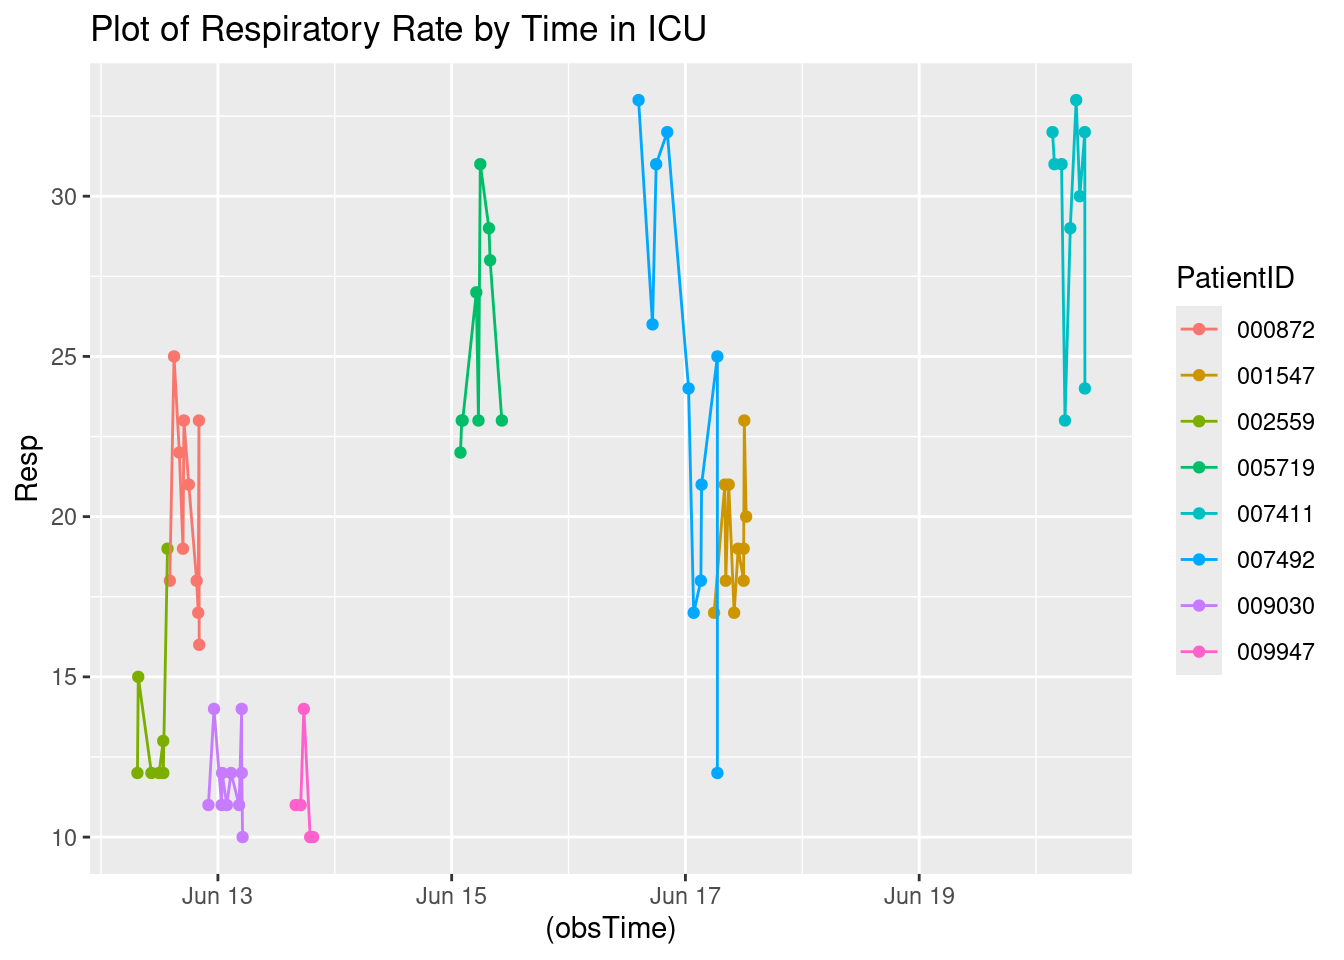 Plot of Respiratory Rate by Time in ICU
30
25
20
15
10
Resp
Jun 13
Jun 15
Jun 17
Jun 19
(obsTime)
PatientID
000872
001547
002559
005719
007411
007492
009030
009947